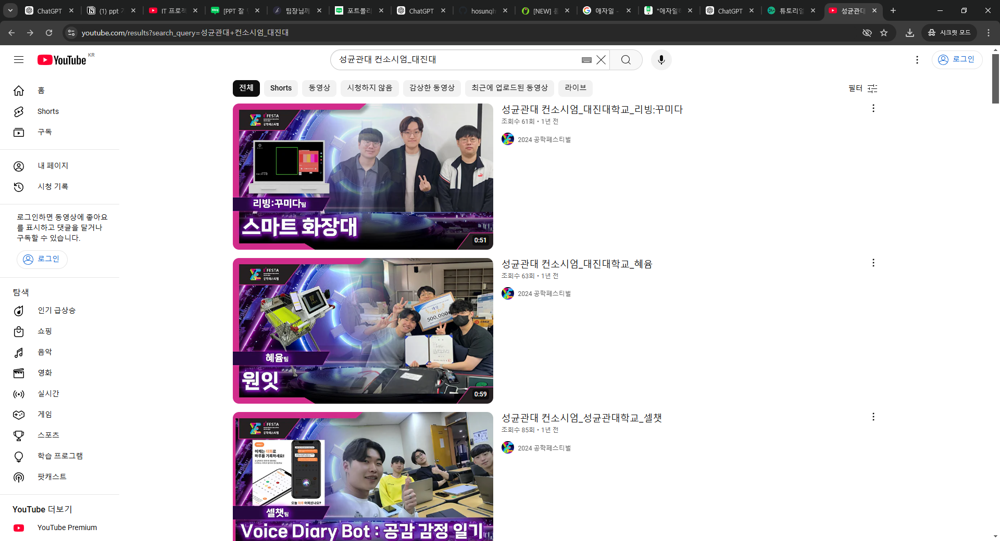 ChatGPT
(1) ppt
IT 프로젝
[PPT 잘
팀장님께
포트폴리
ChatGPT
hosungh
[NEW]
애자일 -
"애자일
ChatGPT
튜토리얼
성균관대
youtube.com/results?search_query=성균관대+컨소시엄_대진대
시크릿 모드
YouTube KR
성균관대 컨소시엄_대진대
로그인
홈
Shorts
구독
내 페이지
시청 기록
로그인하면 동영상에 좋아요
를 표시하고 댓글을 달거나
구독할 수 있습니다.
로그인
탐색
인기 급상승
쇼핑
음악
영화
실시간
게임
스포츠
학습 프로그램
팟캐스트
YouTube 더보기
YouTube Premium
전체
Shorts
동영상
시청하지 않음
감상한 동영상
최근에 업로드된 동영상
라이브
필터
E²FESTA
공학페스티벌
리빙:꾸미다팀
스마트 화장대
0:51
성균관대 컨소시엄_대진대학교_리빙:꾸미다
조회수 61회 • 1년 전
2024 공학페스티벌
E²FESTA
공학페스티벌
대상
500,000
혜윰팀
원잇
0:59
성균관대 컨소시엄_대진대학교_혜윰
조회수 63회 • 1년 전
2024 공학페스티벌
E²FESTA
공학페스티벌
이제는 대화로
하루를 기록하세요!
오늘 하루 어떠셨나요?
셀챗팀
Voice Diary Bot : 공감 감정 일기
성균관대 컨소시엄_성균관대학교_셀챗
조회수 85회 • 1년 전
2024 공학페스티벌